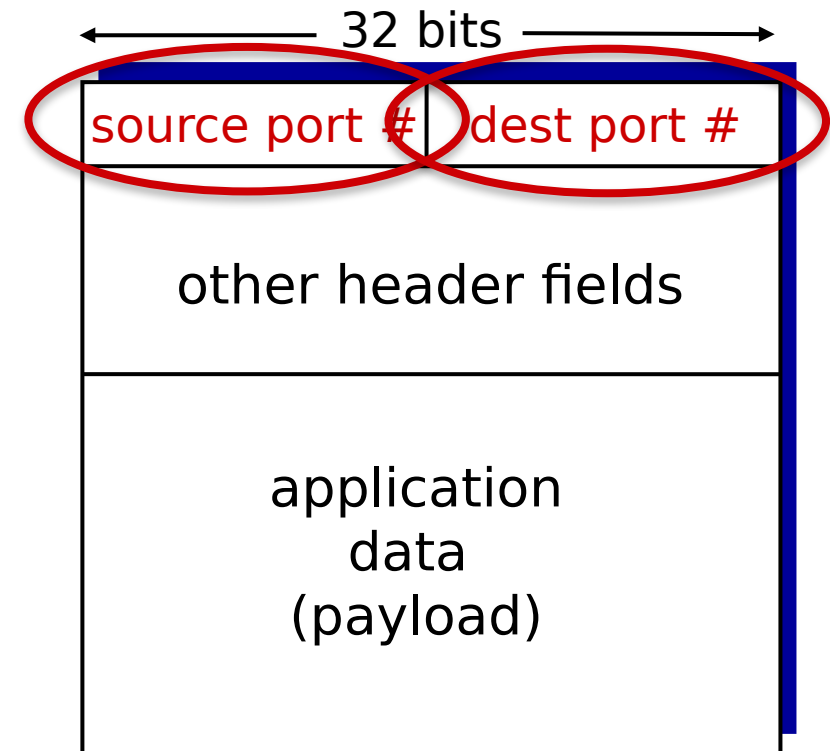 32 bits
source port # dest port #
other header fields
application
data
(payload)